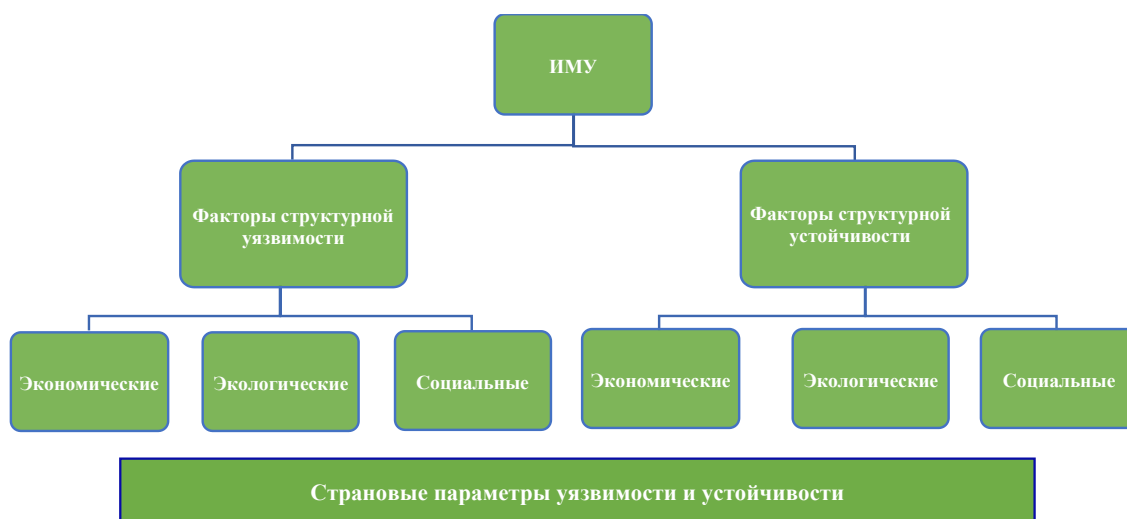 ИМУ
Факторы структурной
уязвимости
Факторы структурной
устойчивости
Экономические
Экологические
Социальные
Экономические
Экологические
Социальные
Страновые параметры уязвимости и устойчивости